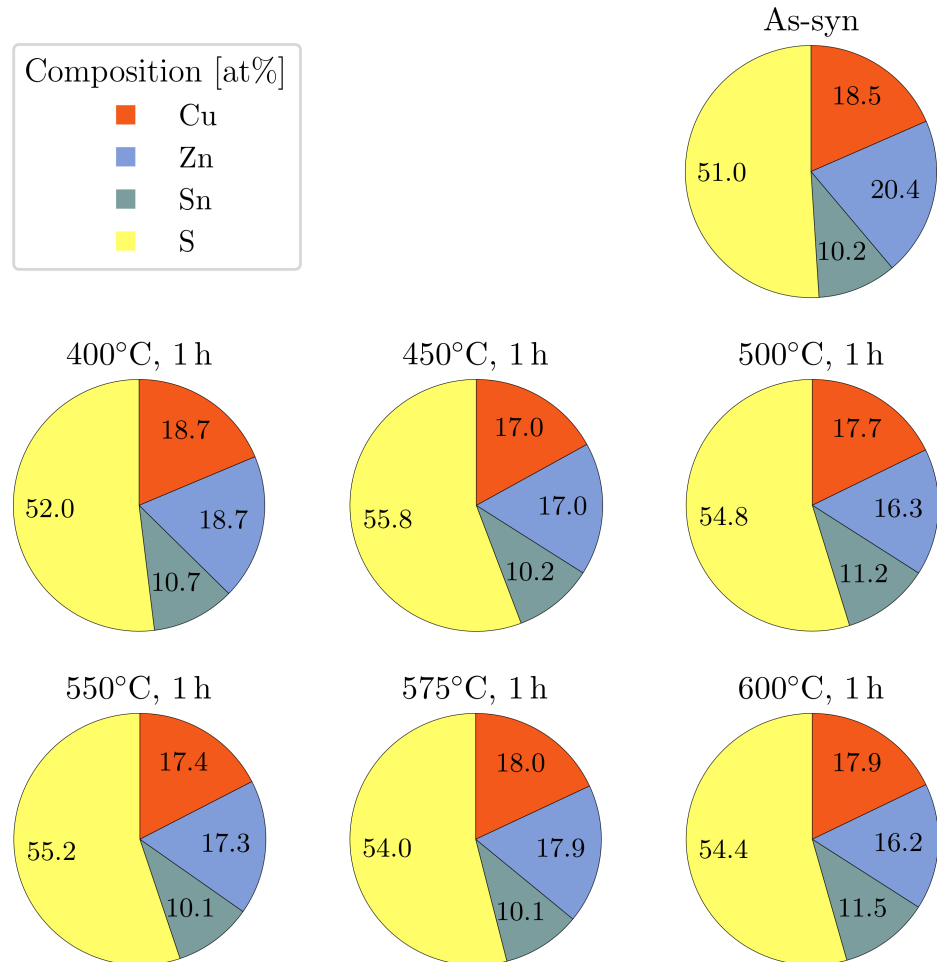 As-syn
Composition [at%]
Cu
Zn
Sn
S
18.5
20.4
10.2
51.0
400°C, 1 h
18.7
18.7
10.7
52.0
450°C, 1 h
17.0
17.0
10.2
55.8
500°C, 1 h
17.7
16.3
11.2
54.8
550°C, 1 h
17.4
17.3
10.1
55.2
575°C, 1 h
18.0
17.9
10.1
54.0
600°C, 1 h
17.9
16.2
11.5
54.4